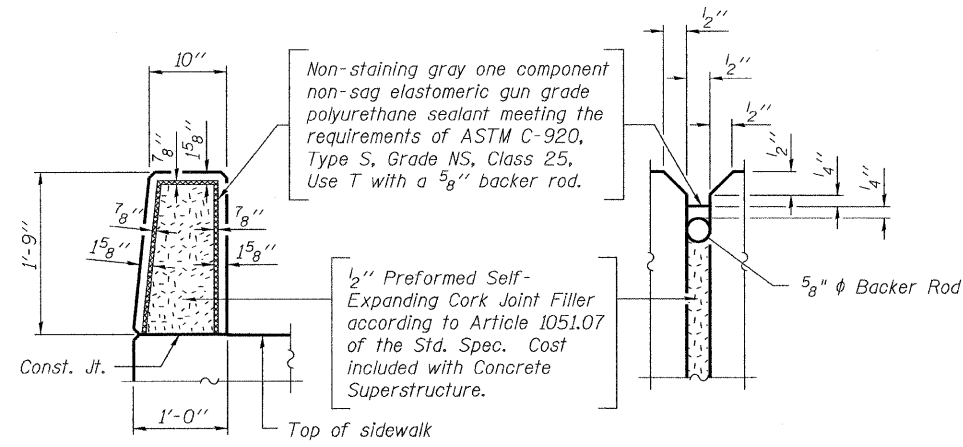 10"
7/8"
1 5/8"
1'-9"
7/8"
1 5/8"
7/8"
1 5/8"
Const. Jt.
1'-0"
Top of sidewalk
Non-staining gray one component
non-sag elastomeric gun grade
polyurethane sealant meeting the
requirements of ASTM C-920,
Type S, Grade NS, Class 25,
Use T with a 5/8" backer rod.
1/2" Preformed Self-
Expanding Cork Joint Filler
according to Article 1051.07
of the Std. Spec. Cost
included with Concrete
Superstructure.
1/2"
1/2"
1/2"
1/2"
1/4"
1/4"
5/8" φ Backer Rod